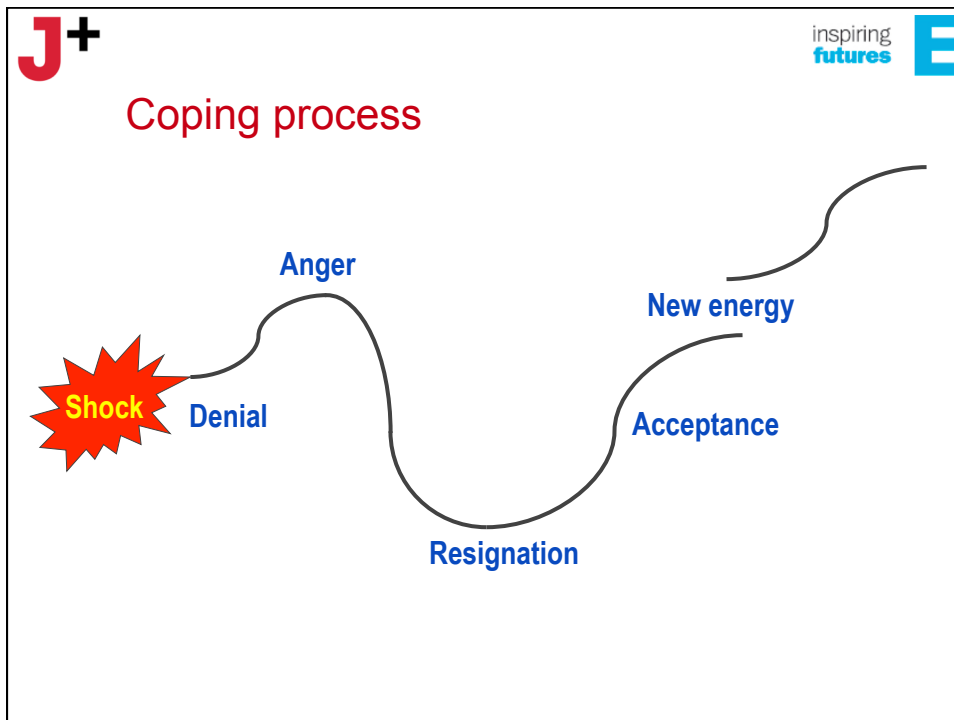 J+
inspiring
futures
E
Coping process
Anger
New energy
Shock
Denial
Acceptance
Resignation